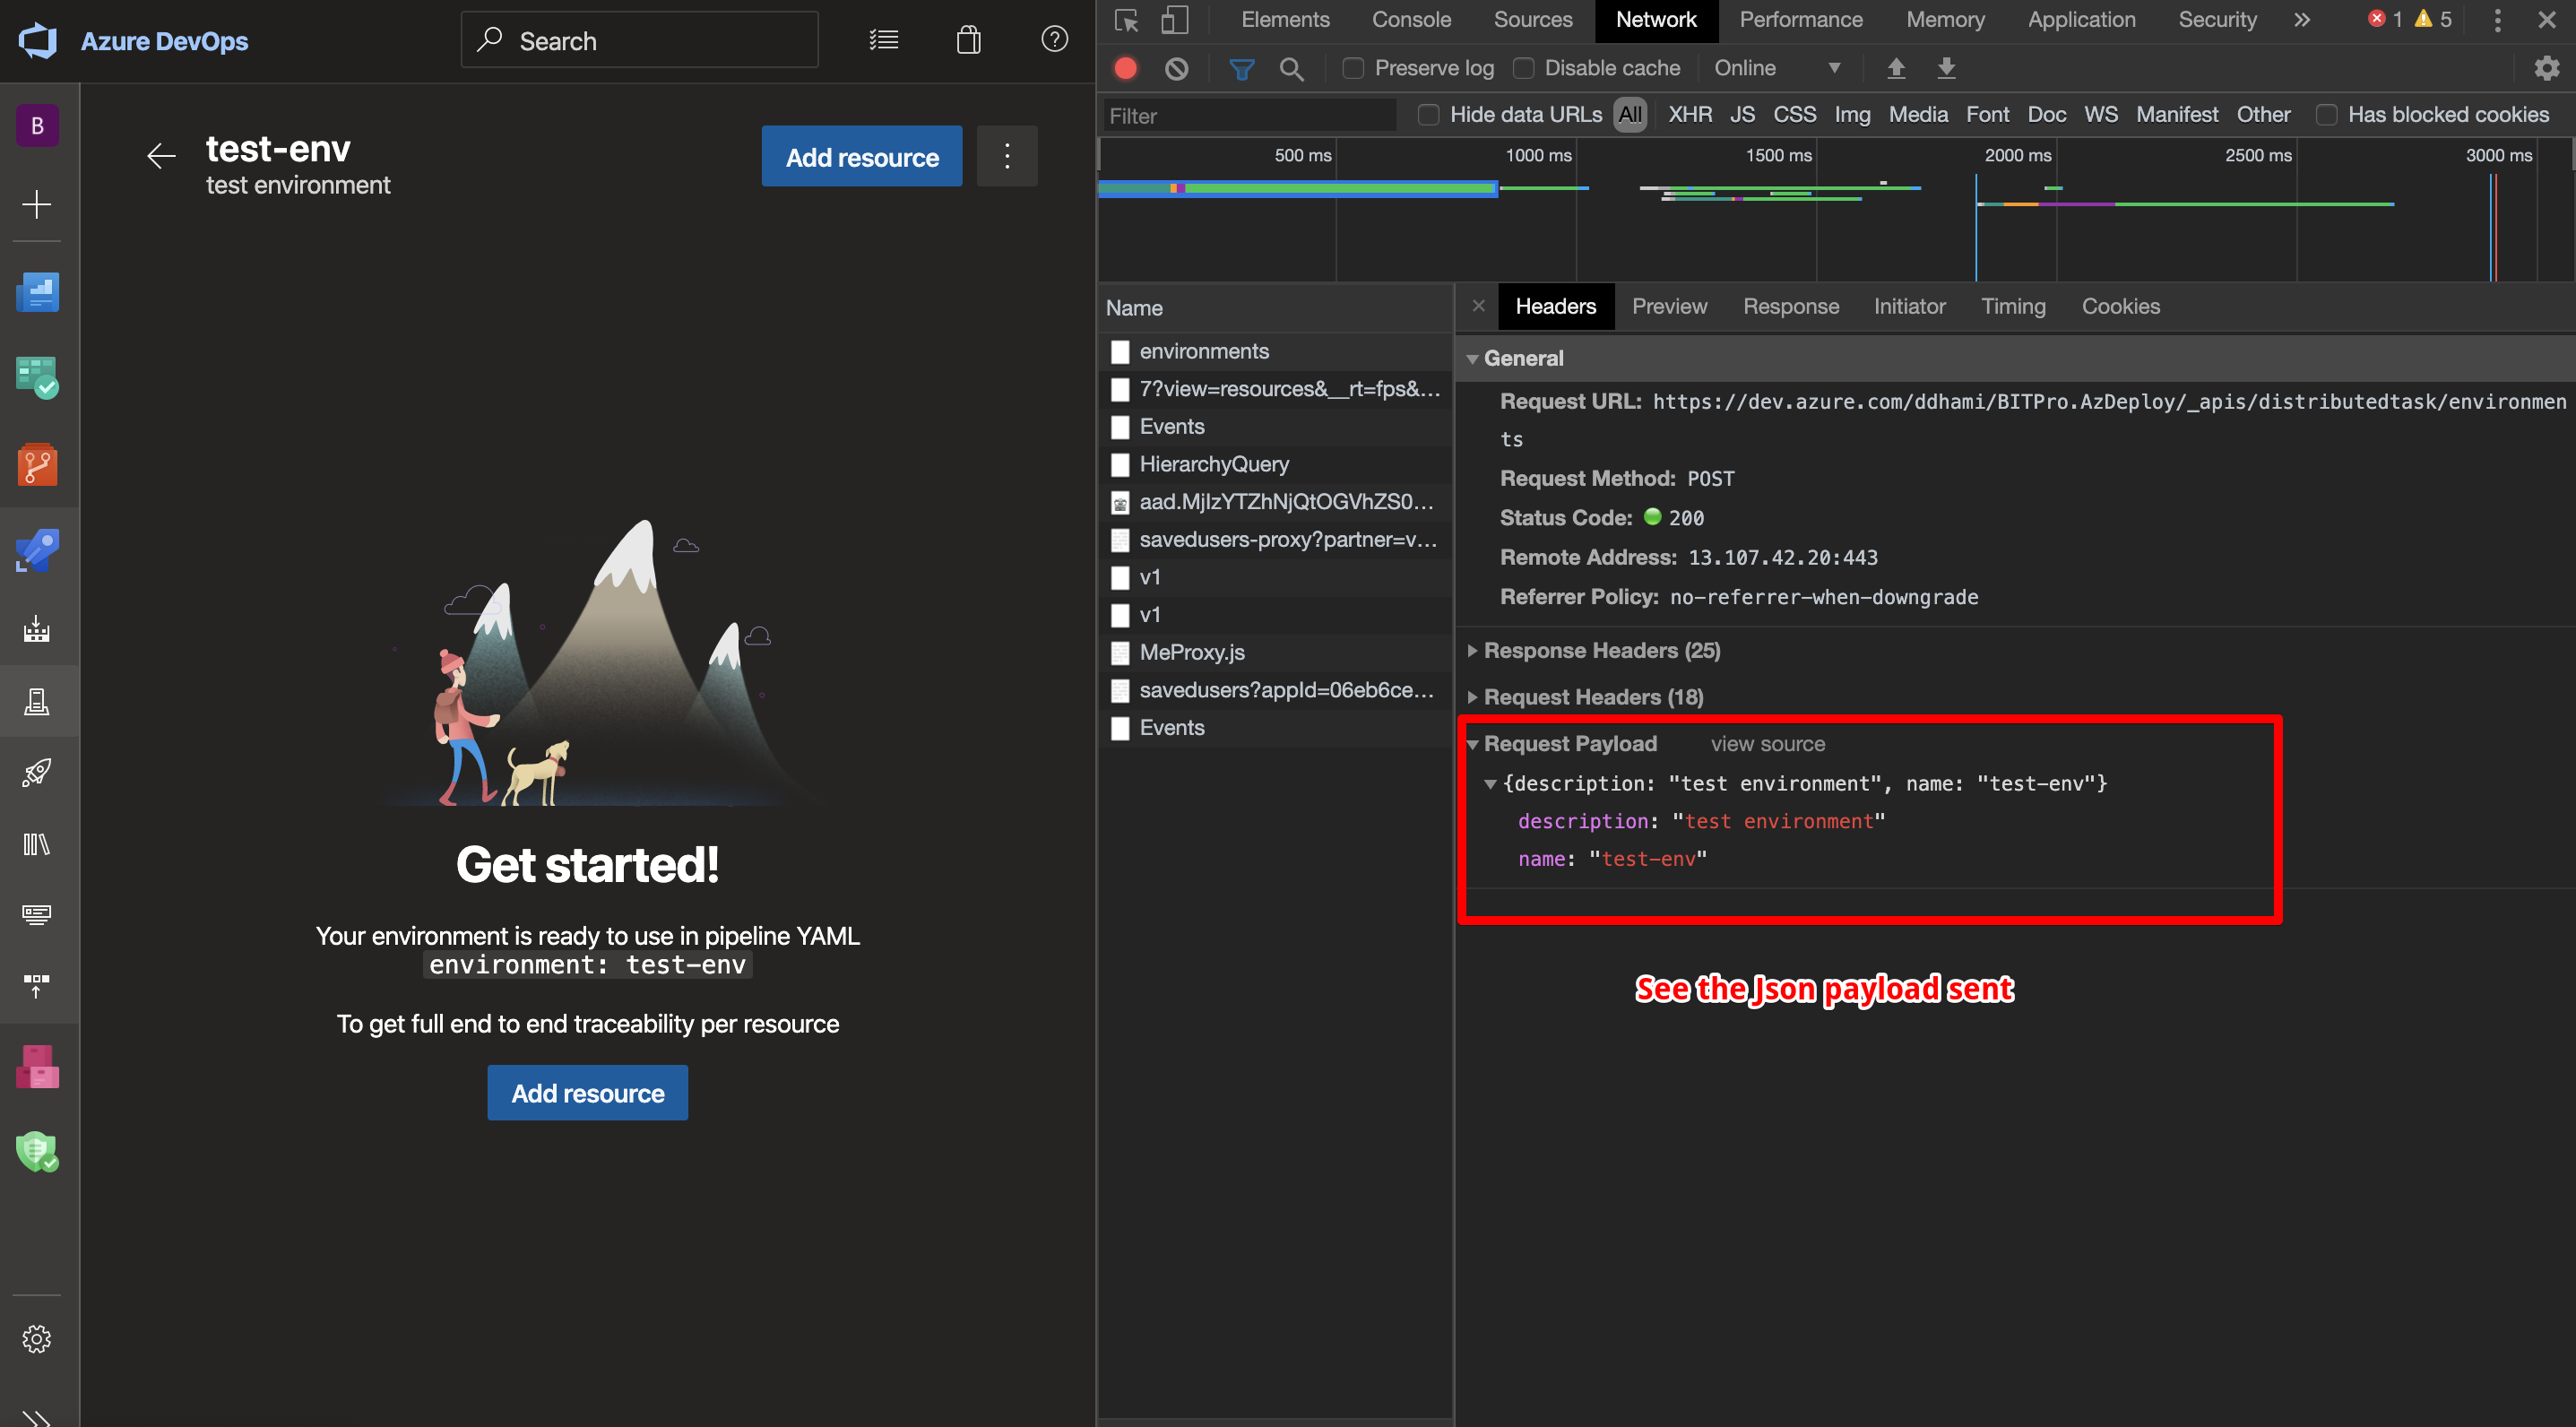 Azure DevOps
Search
B
test-env
test environment
Add resource
Get started!
Your environment is ready to use in pipeline YAML
environment: test-env
To get full end to end traceability per resource
Add resource
Elements Console Sources Network Performance Memory Application Security » 1 5
Preserve log Disable cache Online
Filter Hide data URLs All XHR JS CSS Img Media Font Doc WS Manifest Other Has blocked cookies
500 ms 1000 ms 1500 ms 2000 ms 2500 ms 3000 ms
Name
environments
7?view=resources&__rt=fps&…
Events
HierarchyQuery
aad.MjIzYTZhNjQtOGVhZS0…
savedusers-proxy?partner=v…
v1
v1
MeProxy.js
savedusers?appId=06eb6ce…
Events
× Headers Preview Response Initiator Timing Cookies
General
Request URL: https://dev.azure.com/ddhami/BITPro.AzDeploy/_apis/distributedtask/environmen
ts
Request Method: POST
Status Code: 200
Remote Address: 13.107.42.20:443
Referrer Policy: no-referrer-when-downgrade
Response Headers (25)
Request Headers (18)
Request Payload view source
{description: "test environment", name: "test-env"}
description: "test environment"
name: "test-env"
See the Json payload sent